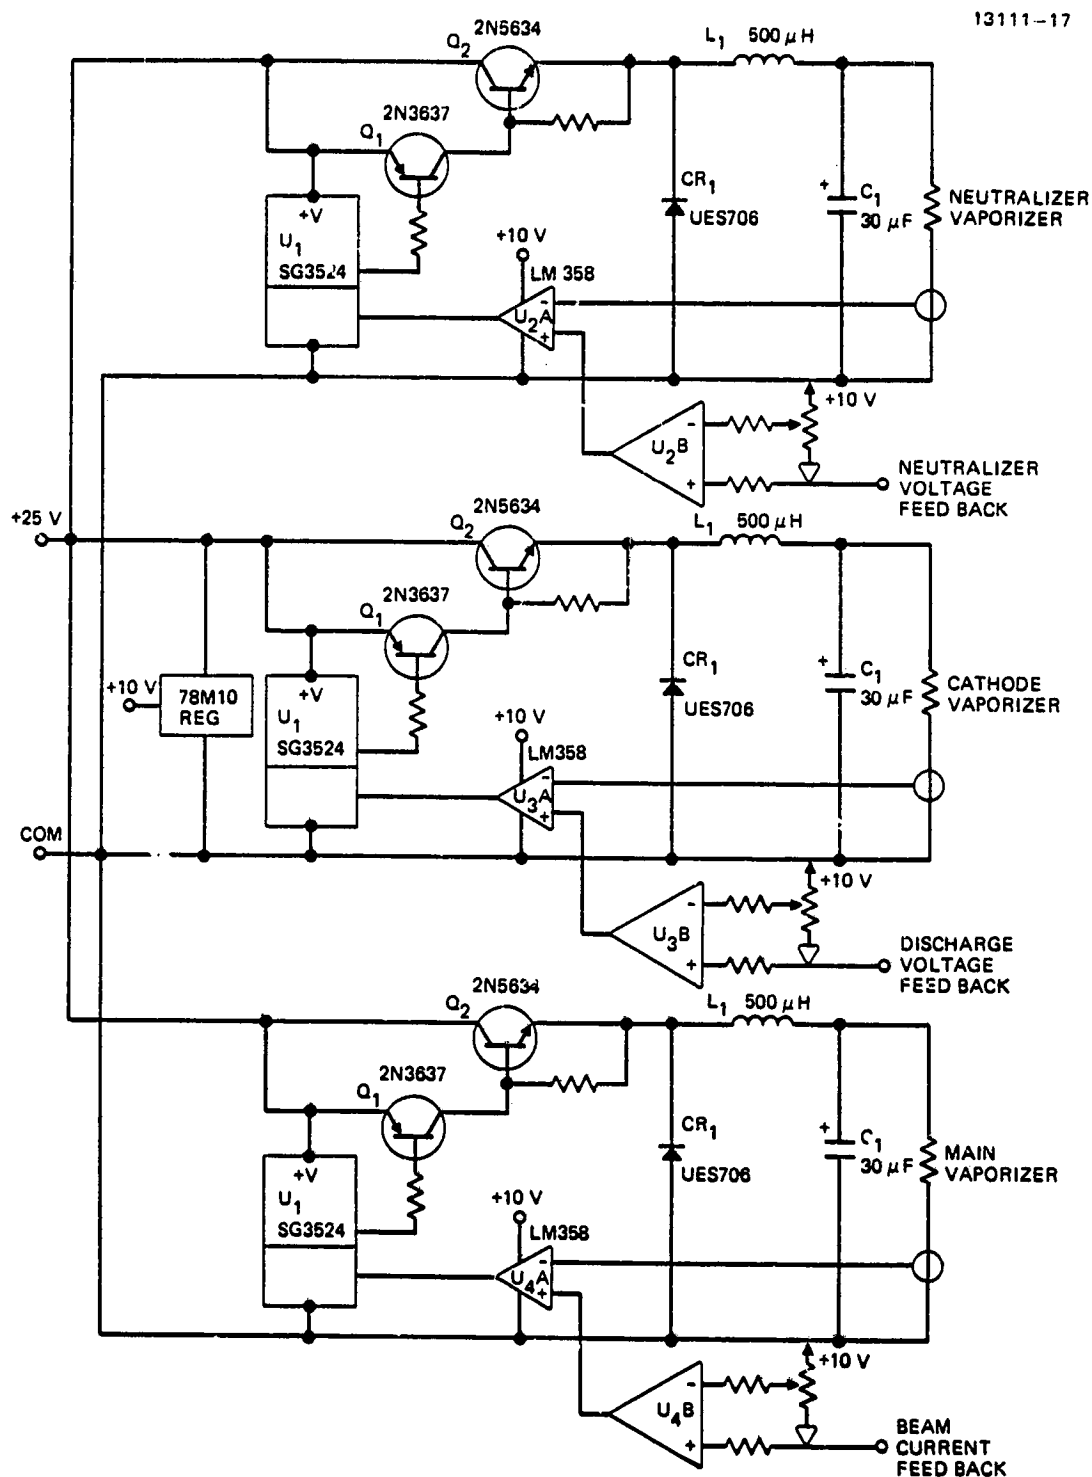 13111-17
2N5634
Q2
L1 500 μH
2N3637
Q1
+V
U1
SG3524
+10 V
LM 358
-
U2A
+
CR1
UES706
+
C1
30 μF
NEUTRALIZER
VAPORIZER
+10 V
-
U2B
+
NEUTRALIZER
VOLTAGE
FEED BACK
+25 V
2N5634
Q2
L1 500 μH
2N3637
Q1
+10 V
78M10
REG
+V
U1
SG3524
+10 V
LM358
-
U3A
+
CR1
UES706
+
C1
30 μF
CATHODE
VAPORIZER
COM
+10 V
-
U3B
+
DISCHARGE
VOLTAGE
FEED BACK
2N5634
Q2
L1 500 μH
2N3637
Q1
+V
U1
SG3524
+10 V
LM358
-
U4A
+
CR1
UES706
+
C1
30 μF
MAIN
VAPORIZER
+10 V
-
U4B
+
BEAM
CURRENT
FEED BACK